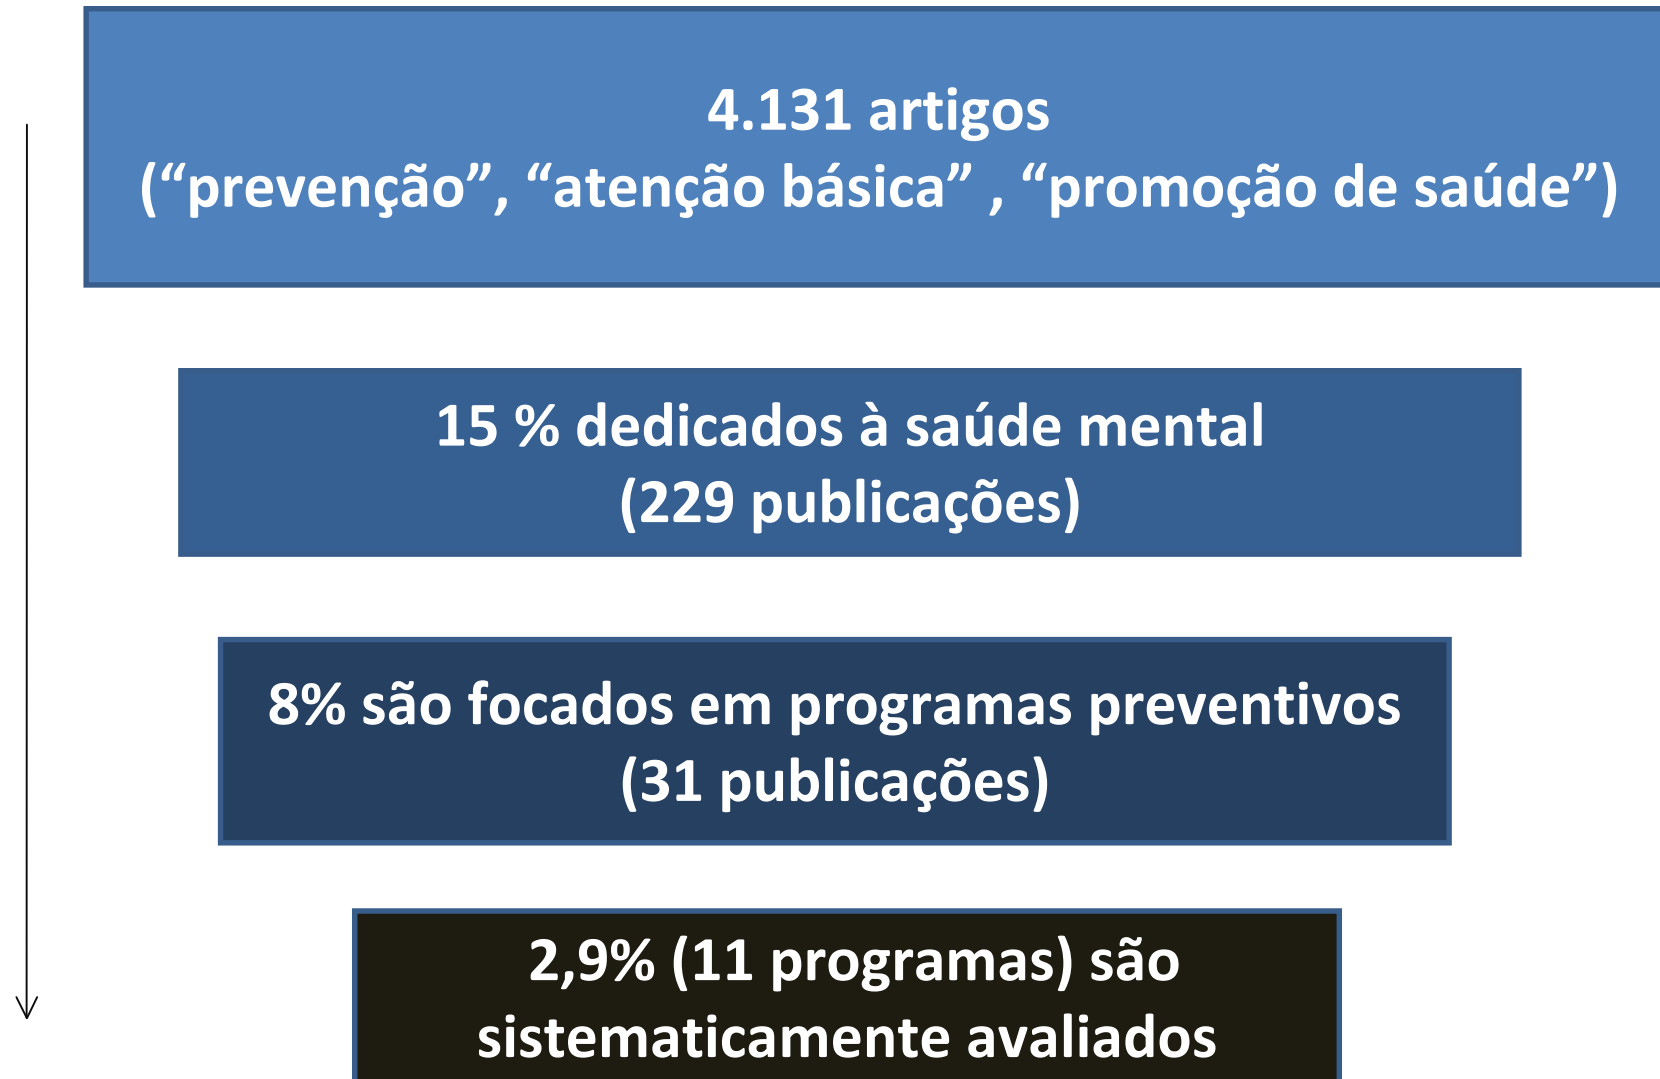 4.131 artigos
(“prevenção”, “atenção básica” , “promoção de saúde”)
15 % dedicados à saúde mental
(229 publicações)
8% são focados em programas preventivos
(31 publicações)
2,9% (11 programas) são
sistematicamente avaliados